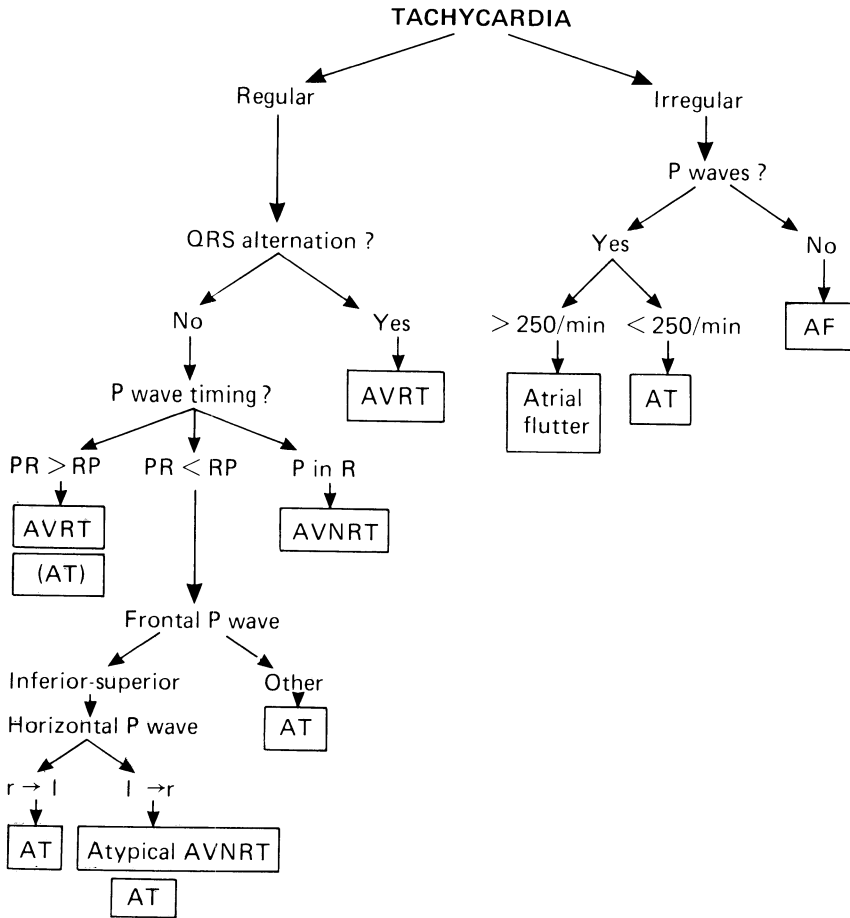 TACHYCARDIA
Regular
Irregular
P waves ?
QRS alternation ?
Yes
No
No
Yes
> 250/min
< 250/min
AF
P wave timing ?
AVRT
Atrial
flutter
AT
PR > RP
PR < RP
P in R
AVRT
AVNRT
(AT)
Frontal P wave
Inferior-superior
Other
Horizontal P wave
AT
r → l
l → r
AT
Atypical AVNRT
AT